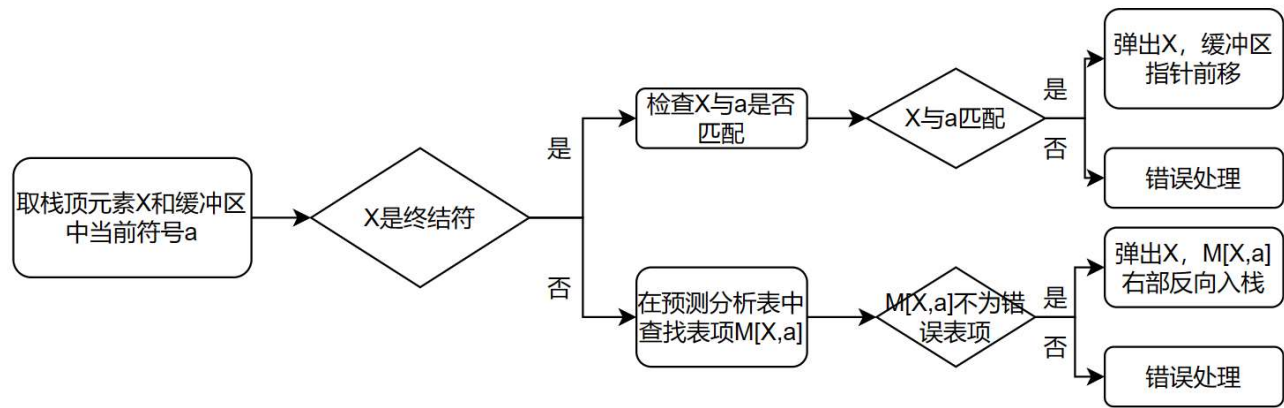 取栈顶元素X和缓冲区
中当前符号a
X是终结符
是
否
检查X与a是否
匹配
X与a匹配
是
否
弹出X，缓冲区
指针前移
错误处理
在预测分析表中
查找表项M[X,a]
M[X,a]不为错
误表项
是
否
弹出X，M[X,a]
右部反向入栈
错误处理